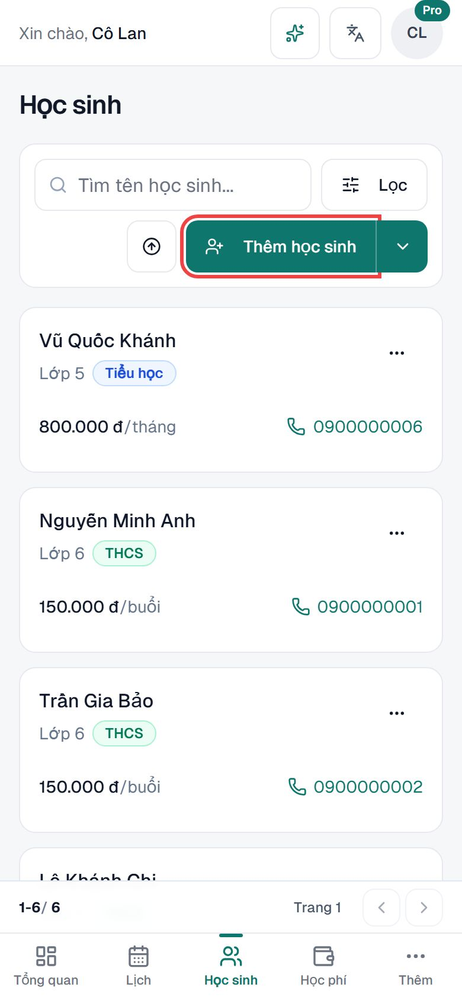 Pro
Xin chào, Cô Lan
CL
Học sinh
Tìm tên học sinh...
Lọc
Thêm học sinh
Vũ Quốc Khánh
Lớp 5 Tiểu học
800.000 đ/tháng 0900000006
Nguyễn Minh Anh
Lớp 6 THCS
150.000 đ/buổi 0900000001
Trần Gia Bảo
Lớp 6 THCS
150.000 đ/buổi 0900000002
Lê Khánh Chi
1-6/ 6 Trang 1
Tổng quan Lịch Học sinh Học phí Thêm